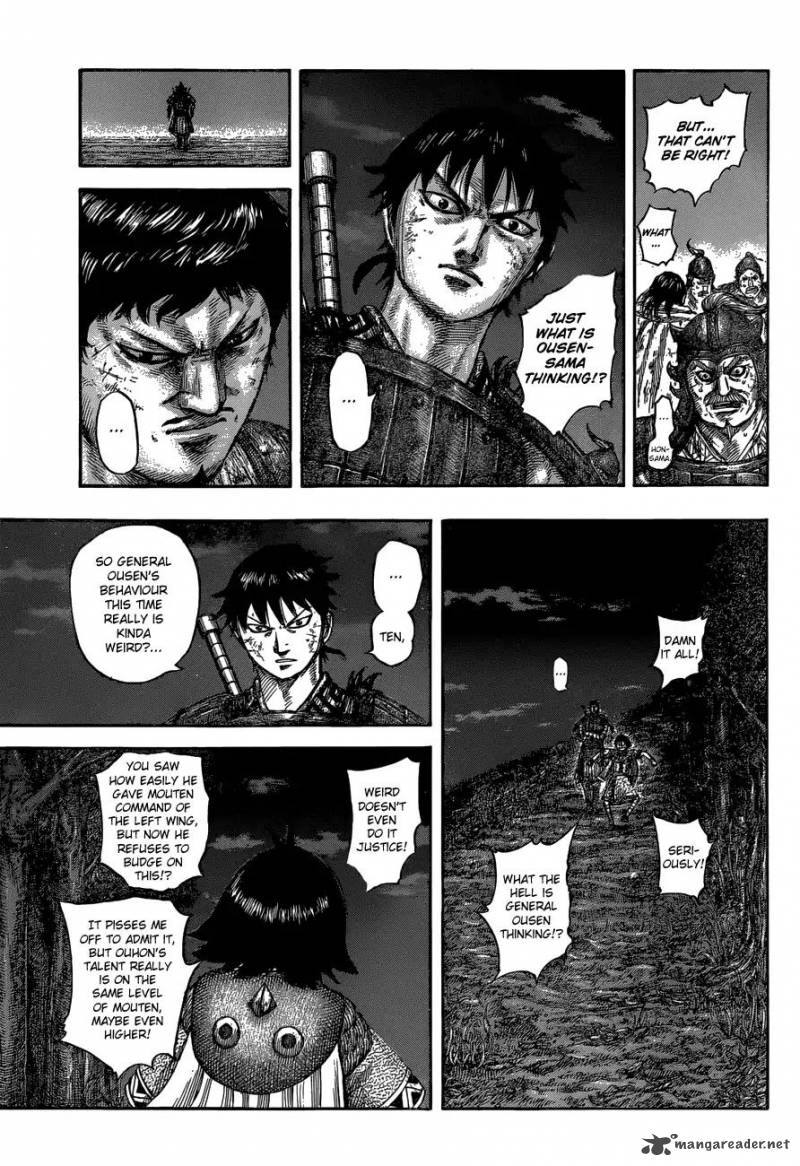 BUT...
THAT CAN'T
BE RIGHT!
WHAT
...
HON-
SAMA.
JUST
WHAT IS
OUSEN-
SAMA
THINKING!?
...
...
DAMN
IT ALL!
...
SERI-
OUSLY!
WHAT THE
HELL IS
GENERAL
OUSEN
THINKING!?
...
TEN,
SO GENERAL
OUSEN'S
BEHAVIOUR
THIS TIME
REALLY IS
KINDA
WEIRD?...
WEIRD
DOESN'T
EVEN
DO IT
JUSTICE!
YOU SAW
HOW EASILY HE
GAVE MOUTEN
COMMAND OF
THE LEFT WING,
BUT NOW HE
REFUSES TO
BUDGE ON
THIS!?
IT PISSES ME
OFF TO ADMIT IT,
BUT OUHON'S
TALENT REALLY
IS ON THE
SAME LEVEL
OF MOUTEN,
MAYBE EVEN
HIGHER!
mangareader.net